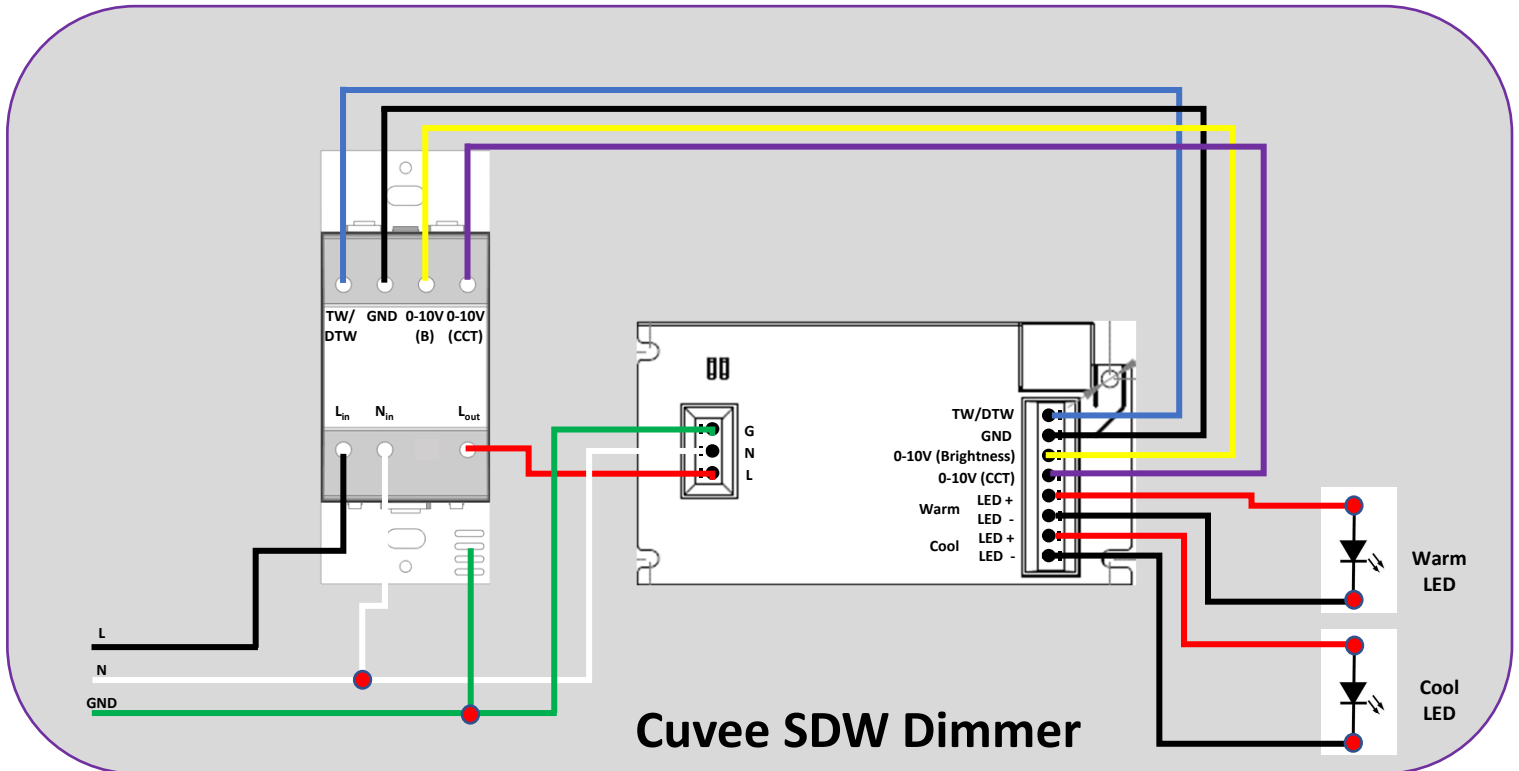 TW/ GND 0-10V 0-10V
DTW (B) (CCT)
Lin Nin Lout
G
N
L
TW/DTW
GND
0-10V (Brightness)
0-10V (CCT)
Warm LED +
LED -
Cool LED +
LED -
Warm
LED
Cool
LED
L
N
GND
Cuvee SDW Dimmer